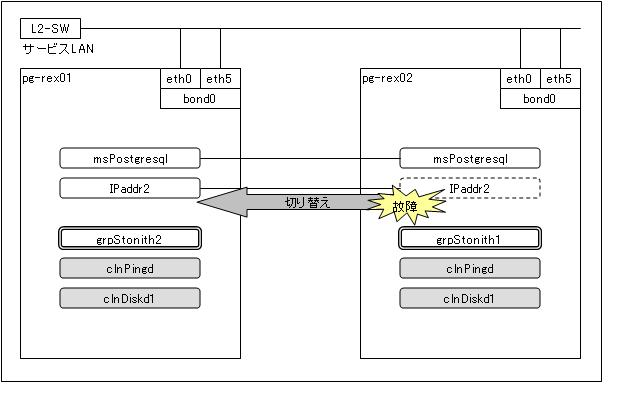 L2-SW
サービスLAN
pg-rex01
eth0
eth5
bond0
pg-rex02
eth0
eth5
bond0
msPostgresql
msPostgresql
IPaddr2
IPaddr2
切り替え
故障
grpStonith2
grpStonith1
clnPingd
clnPingd
clnDiskd1
clnDiskd1